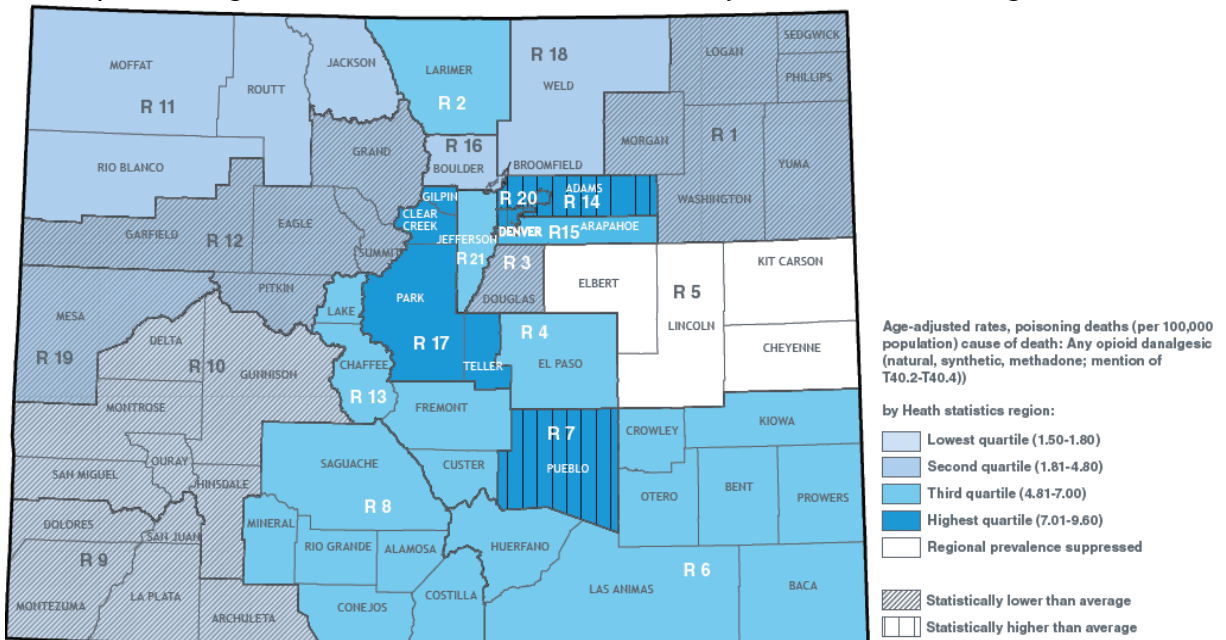 SEDGWICK
LOGAN
JACKSON
R 18
MOFFAT
LARIMER
PHILLIPS
WELD
ROUTT
R 11
R 2
R 1
MORGAN
R 16
GRAND
BROOMFIELD
RIO BLANCO
BOULDER
YUMA
ADAMS
GILPIN
R 20
R 14
WASHINGTON
CLEAR
CREEK
EAGLE
DENVER
R15
ARAPAHOE
GARFIELD
R 12
JEFFERSON
SUMMIT
R 21
R 3
KIT CARSON
ELBERT
PITKIN
PARK
DOUGLAS
R 5
LAKE
MESA
LINCOLN
R 4
DELTA
R 17
CHEYENNE
R 19
R 10
TELLER
EL PASO
CHAFFEE
GUNNISON
R 13
FREMONT
MONTROSE
KIOWA
R 7
CROWLEY
OURAY
SAGUACHE
CUSTER
PUEBLO
SAN MIGUEL
HINSDALE
BENT
OTERO
PROWERS
R 8
DOLORES
MINERAL
SAN JUAN
RIO GRANDE
ALAMOSA
HUERFANO
R 9
R 6
LAS ANIMAS
BACA
LA PLATA
COSTILLA
MONTEZUMA
CONEJOS
ARCHULETA
Age-adjusted rates, poisoning deaths (per 100,000
population) cause of death: Any opioid danalgesic
(natural, synthetic, methadone; mention of
T40.2-T40.4))
by Heath statistics region:
Lowest quartile (1.50-1.80)
Second quartile (1.81-4.80)
Third quartile (4.81-7.00)
Highest quartile (7.01-9.60)
Regional prevalence suppressed
Statistically lower than average
Statistically higher than average